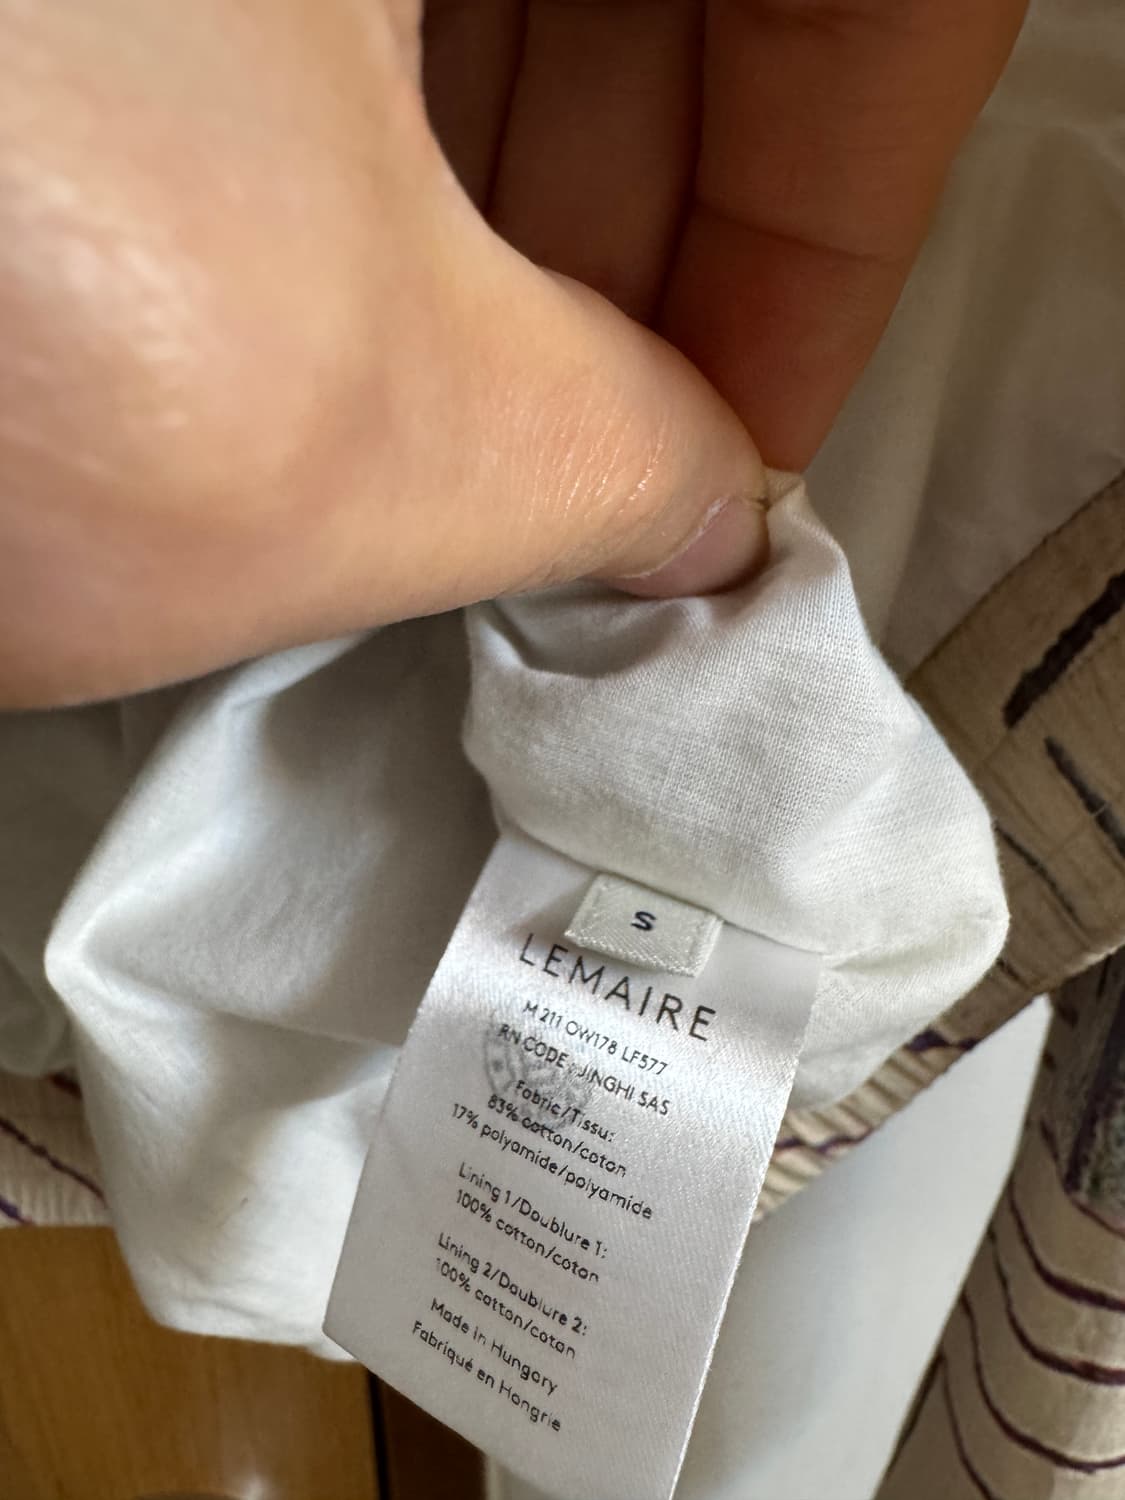 S
LEMAIRE
M 211 OW178 LF577
RN CODE : JINGHI SAS
Fabric/Tissu:
83% cotton/coton
17% polyamide/polyamide
Lining 1/Doublure 1:
100% cotton/coton
Lining 2/Doublure 2:
100% cotton/coton
Made in Hungary
Fabriqué en Hongrie